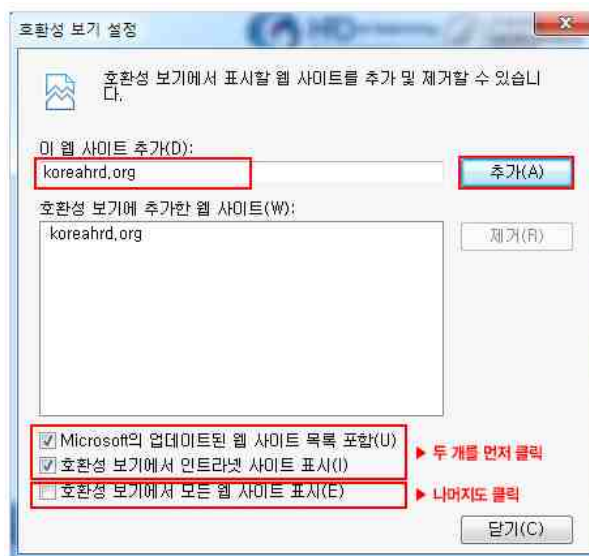 호환성 보기 설정
호환성 보기에서 표시할 웹 사이트를 추가 및 제거할 수 있습니
다.
이 웹 사이트 추가(D):
koreahrd.org
추가(A)
호환성 보기에 추가한 웹 사이트(W):
koreahrd.org
제거(R)
Microsoft의 업데이트된 웹 사이트 목록 포함(U)
호환성 보기에서 인트라넷 사이트 표시(I)
▶ 두 개를 먼저 클릭
호환성 보기에서 모든 웹 사이트 표시(E)
▶ 나머지도 클릭
닫기(C)